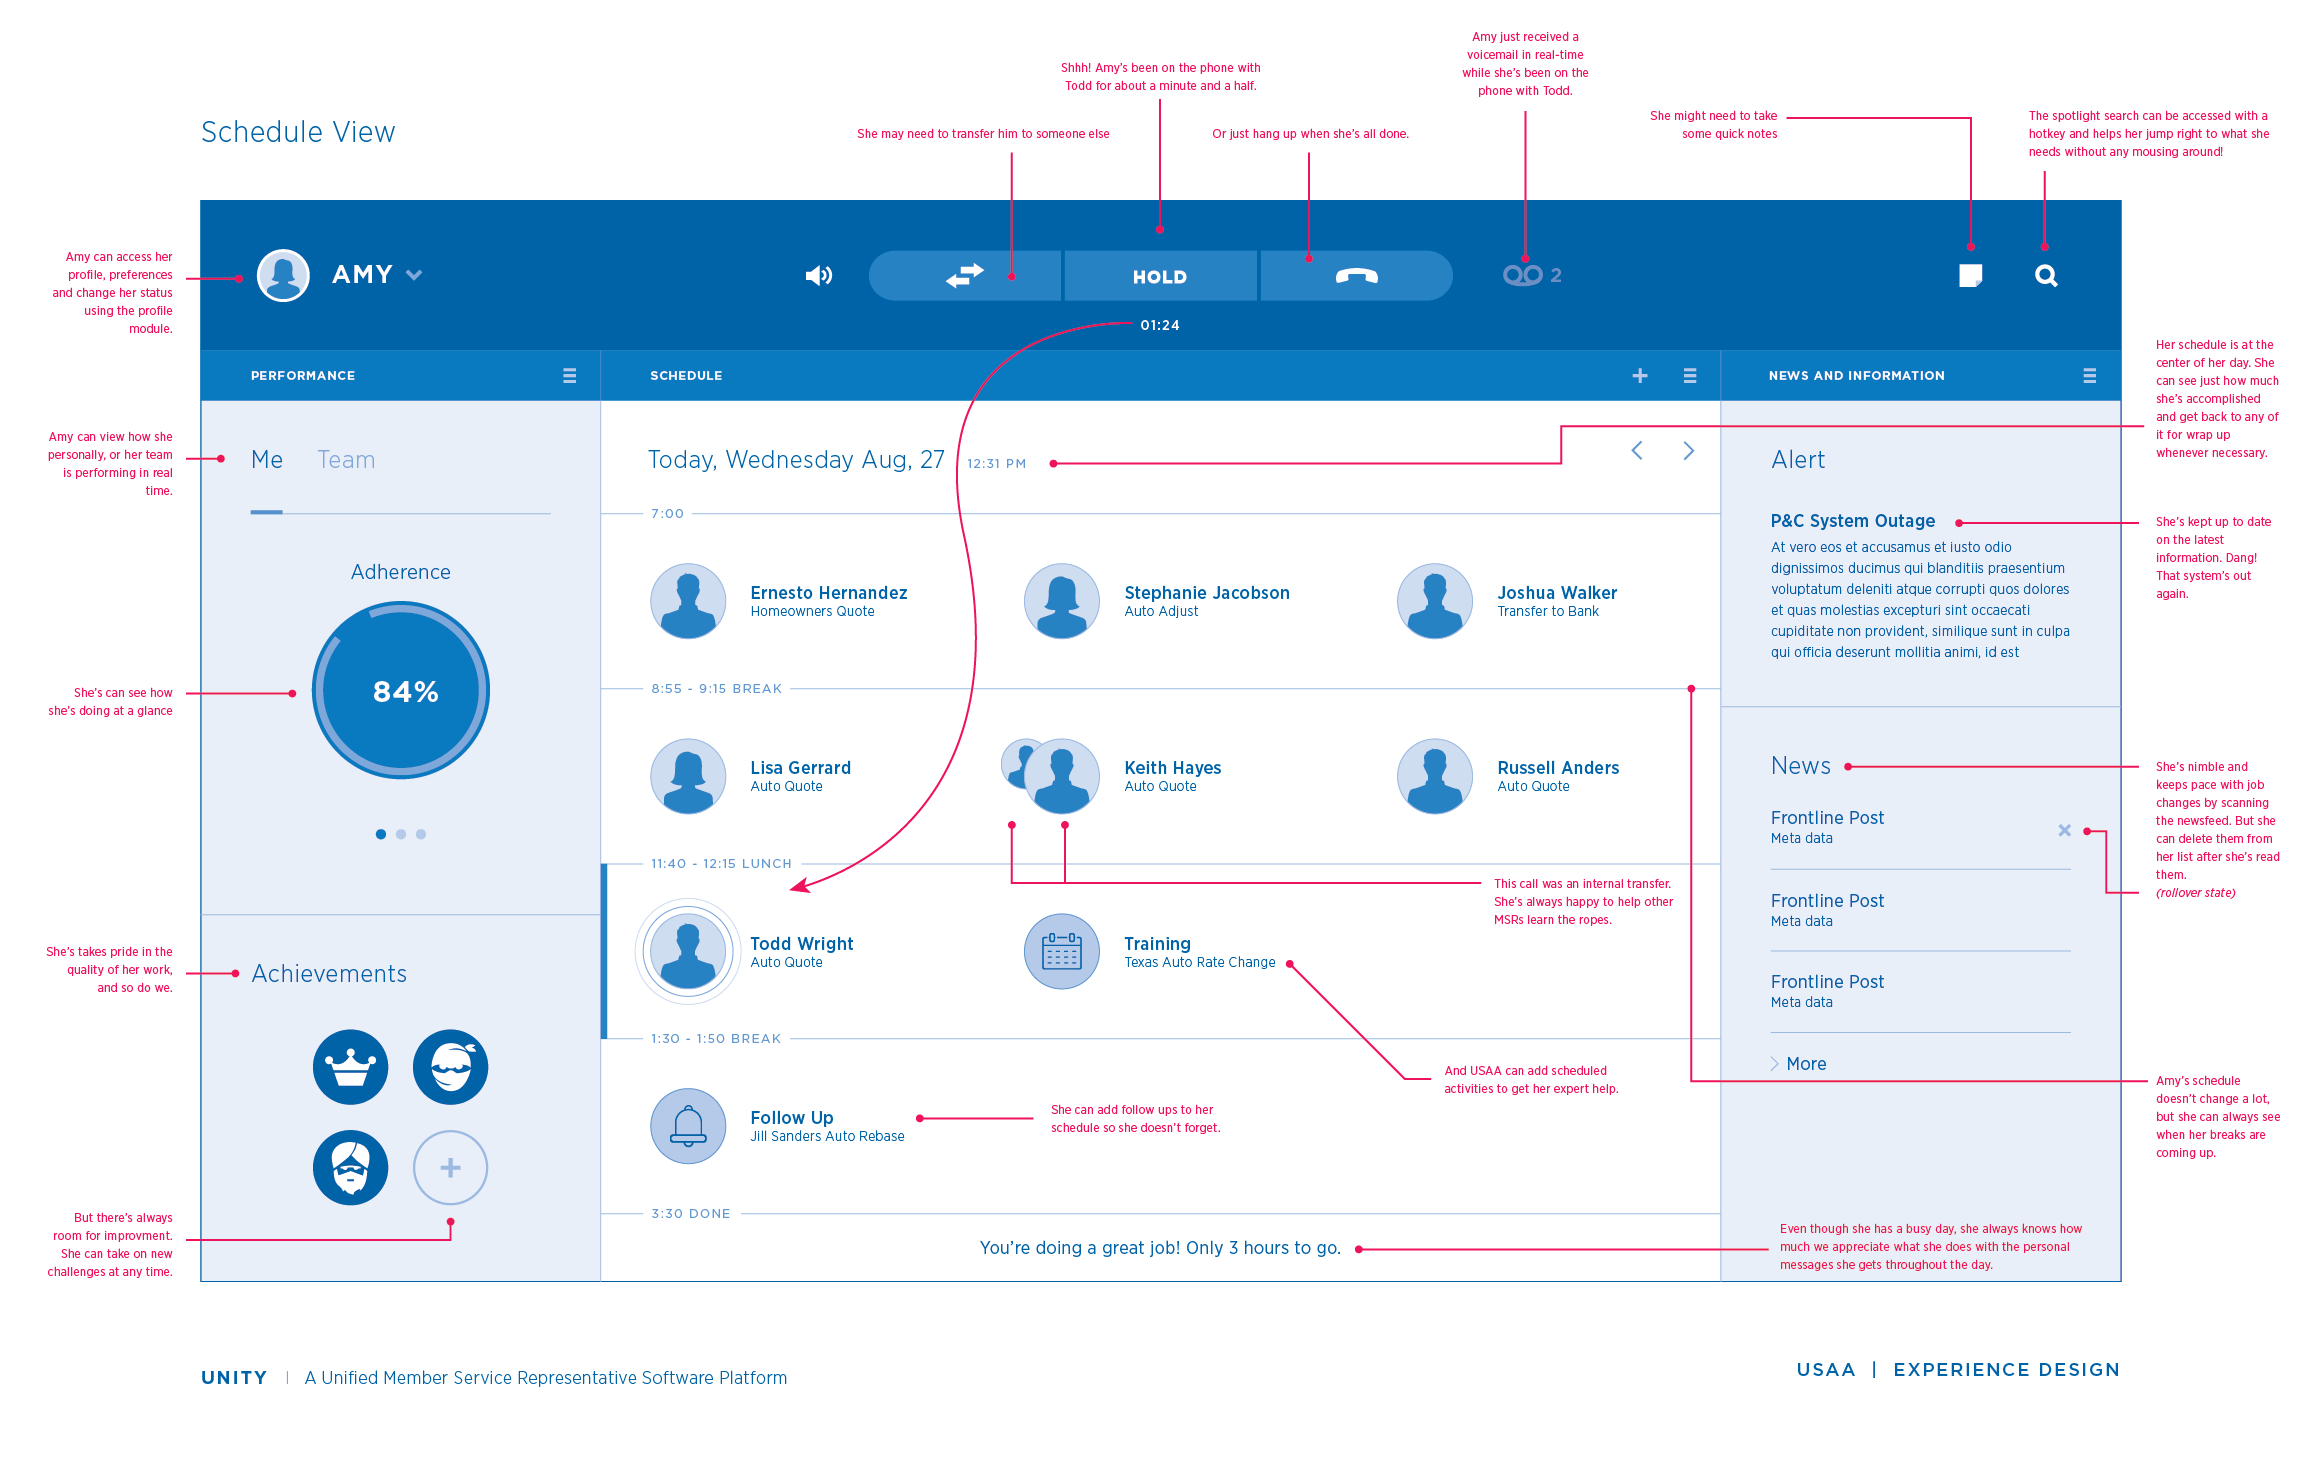 Amy just received a
voicemail in real-time
while she's been on the
phone with Todd.
Shhh! Amy's been on the phone with
Todd for about a minute and a half.
She might need to take
some quick notes
The spotlight search can be accessed with a
hotkey and helps her jump right to what she
needs without any mousing around!
Schedule View
She may need to transfer him to someone else
Or just hang up when she's all done.
Amy can access her
profile, preferences
and change her status
using the profile
module.
AMY
HOLD
2
01:24
PERFORMANCE
SCHEDULE
NEWS AND INFORMATION
Her schedule is at the
center of her day. She
can see just how much
she's accomplished
and get back to any of
it for wrap up
whenever necessary.
Amy can view how she
personally, or her team
is performing in real
time.
Me
Team
Today, Wednesday Aug, 27
12:31 PM
Alert
7:00
P&C System Outage
At vero eos et accusamus et iusto odio
dignissimos ducimus qui blanditiis praesentium
voluptatum deleniti atque corrupti quos dolores
et quas molestias excepturi sint occaecati
cupiditate non provident, similique sunt in culpa
qui officia deserunt mollitia animi, id est
She's kept up to date
on the latest
information. Dang!
That system's out
again.
Adherence
84%
She's can see how
she's doing at a glance
Ernesto Hernandez
Homeowners Quote
Stephanie Jacobson
Auto Adjust
Joshua Walker
Transfer to Bank
8:55 - 9:15 BREAK
Lisa Gerrard
Auto Quote
Keith Hayes
Auto Quote
Russell Anders
Auto Quote
News
Frontline Post
Meta data
Frontline Post
Meta data
Frontline Post
Meta data
More
She's nimble and
keeps pace with job
changes by scanning
the newsfeed. But she
can delete them from
her list after she's read
them.
(rollover state)
11:40 - 12:15 LUNCH
This call was an internal transfer.
She's always happy to help other
MSRs learn the ropes.
Todd Wright
Auto Quote
Training
Texas Auto Rate Change
She's takes pride in the
quality of her work,
and so do we.
Achievements
1:30 - 1:50 BREAK
And USAA can add scheduled
activities to get her expert help.
Follow Up
Jill Sanders Auto Rebase
She can add follow ups to her
schedule so she doesn't forget.
Amy's schedule
doesn't change a lot,
but she can always see
when her breaks are
coming up.
But there's always
room for improvment.
She can take on new
challenges at any time.
3:30 DONE
You're doing a great job! Only 3 hours to go.
Even though she has a busy day, she always knows how
much we appreciate what she does with the personal
messages she gets throughout the day.
UNITY | A Unified Member Service Representative Software Platform
USAA | EXPERIENCE DESIGN